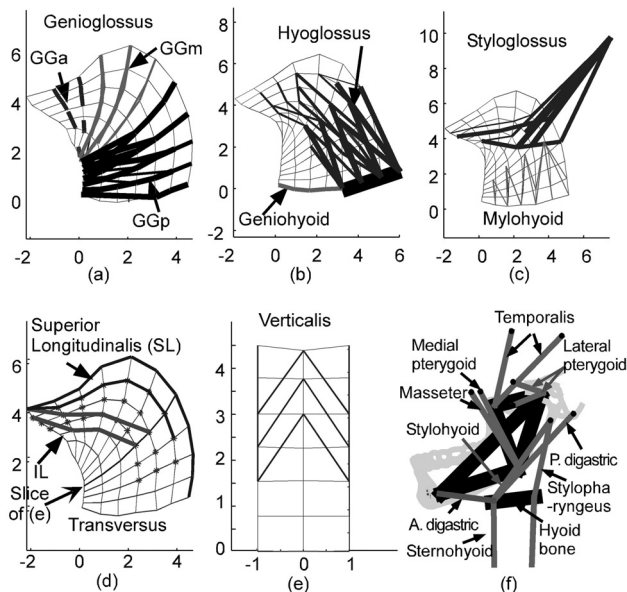 Genioglossus
GGa
GGm
GGp
8
6
4
2
0
-2
0
2
4
(a)
Hyoglossus
Geniohyoid
8
6
4
2
0
-2
-2
0
2
4
6
(b)
Styloglossus
Mylohyoid
10
8
6
4
2
0
-2
0
2
4
6
(c)
Superior
Longitudinalis (SL)
IL
Slice
of (e)
Transversus
6
4
2
0
-2
0
2
4
(d)
Verticalis
5
4
3
2
1
0
-1
0
1
(e)
Temporalis
Medial
pterygoid
Lateral
pterygoid
Masseter
Stylohyoid
P. digastric
Stylopha
-ryngeus
A. digastric
Hyoid
bone
Sternohyoid
(f)